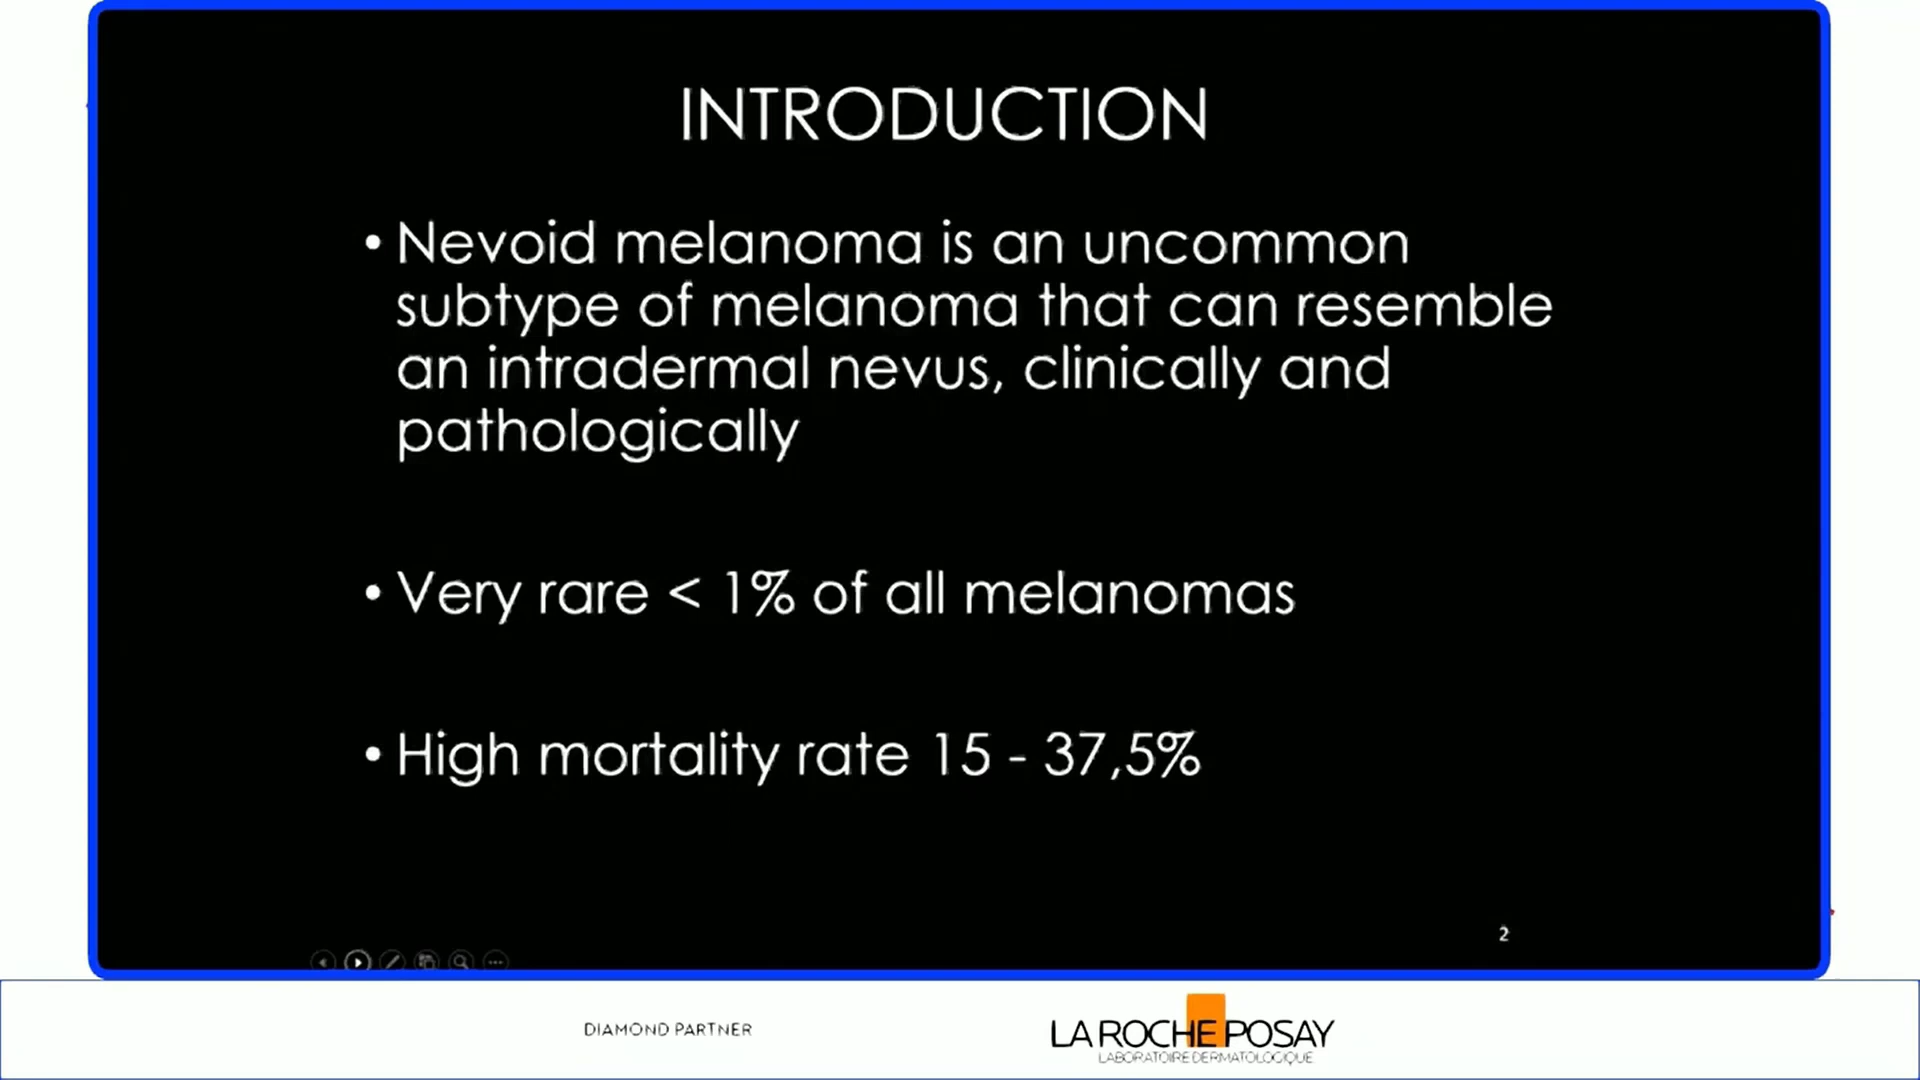 INTRODUCTION
• Nevoid melanoma is an uncommon
subtype of melanoma that can resemble
an intradermal nevus, clinically and
pathologically
• Very rare < 1% of all melanomas
• High mortality rate 15 - 37,5%
2
DIAMOND PARTNER
LA ROCHE POSAY
LABORATOIRE DERMATOLOGIQUE